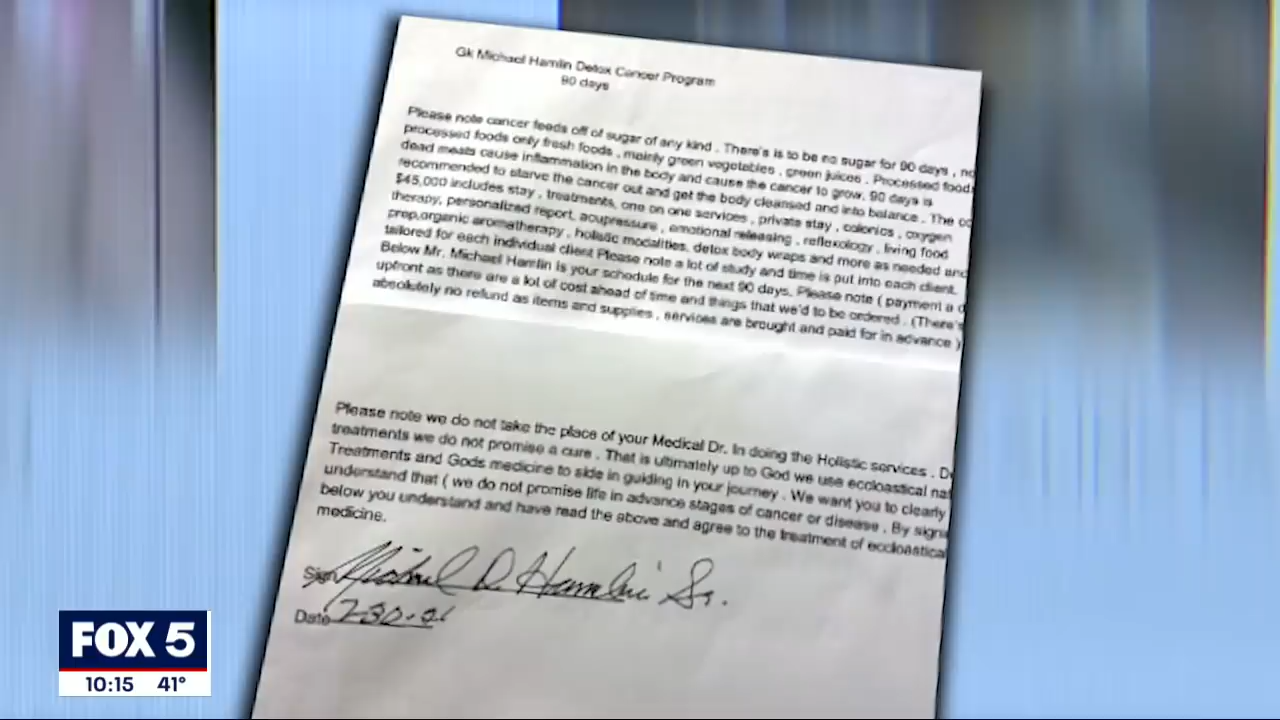 Gk Michael Hamlin Detox Cancer Program
90 days
Please note cancer feeds off of sugar of any kind . There's is to be no sugar for 90 days , no
processed foods only fresh foods , mainly green vegetables , green juices . Processed food
dead meats cause inflammation in the body and cause the cancer to grow. 90 days is
recommended to starve the cancer out and get the body cleansed and into balance . The co
$45,000 includes stay , treatments, one on one services , private stay , colonics , oxygen
therapy, personalized report, acupressure , emotional releasing , reflexology , living food
prep,organic aromatherapy , holistic modalities, detox body wraps and more as needed and
tailored for each individual client Please note a lot of study and time is put into each client.
Below Mr. Michael Hamlin is your schedule for the next 90 days. Please note ( payment a d
upfront as there are a lot of cost ahead of time and things that we'd to be ordered . (There's
absolutely no refund as items and supplies , services are brought and paid for in advance )
Please note we do not take the place of your Medical Dr. In doing the Holistic services . De
treatments we do not promise a cure . That is ultimately up to God we use eccloastical nat
Treatments and Gods medicine to aide in guiding in your journey . We want you to clearly
understand that ( we do not promise life in advance stages of cancer or disease . By signi
below you understand and have read the above and agree to the treatment of eccloastical
medicine.
Sign Michael D. Hamlin Sr.
Date 7-30-21
FOX 5
10:15 41°